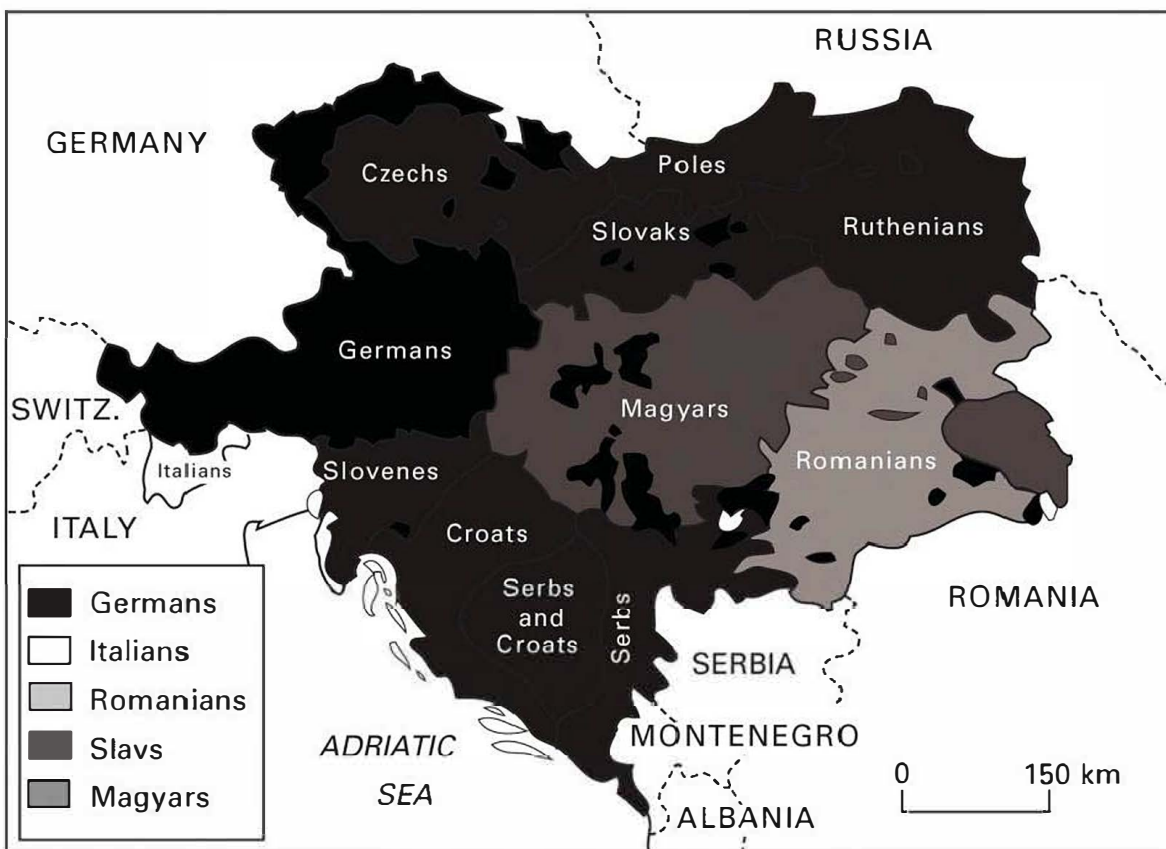 RUSSIA
GERMANY
Czechs
Poles
Slovaks
Ruthenians
Germans
SWITZ.
Magyars
Italians
Slovenes
Romanians
ITALY
Croats
Serbs
and
Croats
Serbs
ROMANIA
SERBIA
MONTENEGRO
ADRIATIC
SEA
ALBANIA
0 150 km
Germans
Italians
Romanians
Slavs
Magyars